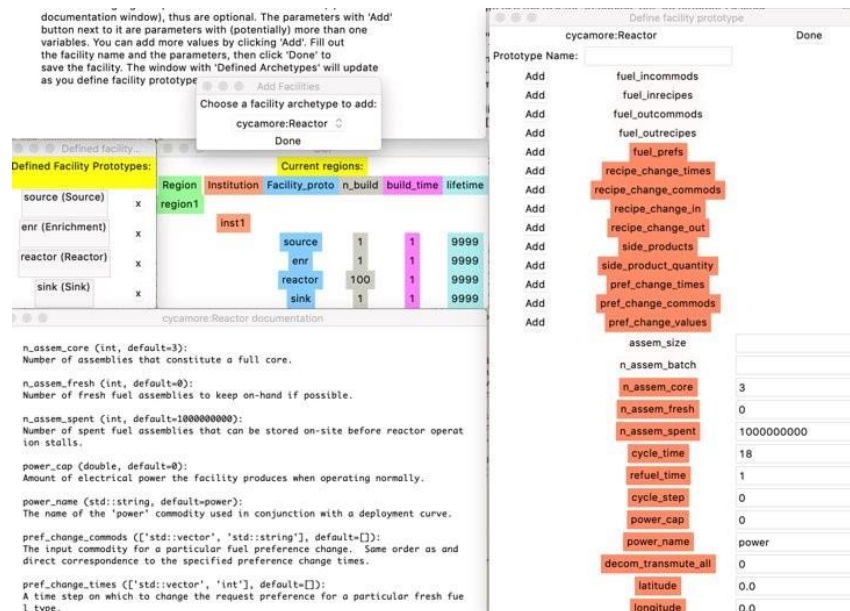 documentation window), thus are optional. The parameters with 'Add'
button next to it are parameters with (potentially) more than one
variables. You can add more values by clicking 'Add'. Fill out
the facility name and the parameters, then click 'Done' to
save the facility. The window with 'Defined Archetypes' will update
as you define facility prototype
Add Facilities
Choose a facility archetype to add:
cycamore:Reactor
Done
Defined facility...
Defined Facility Prototypes:
source (Source) x
enr (Enrichment) x
reactor (Reactor) x
sink (Sink) x
Current regions:
Region Institution Facility_proto n_build build_time lifetime
region1
inst1
source 1 1 9999
enr 1 1 9999
reactor 100 1 9999
sink 1 1 9999
cycamore:Reactor documentation
n_assem_core (int, default=3):
Number of assemblies that constitute a full core.
n_assem_fresh (int, default=0):
Number of fresh fuel assemblies to keep on-hand if possible.
n_assem_spent (int, default=1000000000):
Number of spent fuel assemblies that can be stored on-site before reactor operat
ion stalls.
power_cap (double, default=0):
Amount of electrical power the facility produces when operating normally.
power_name (std::string, default=power):
The name of the 'power' commodity used in conjunction with a deployment curve.
pref_change_commods (['std::vector', 'std::string'], default=[]):
The input commodity for a particular fuel preference change.  Same order as and
direct correspondence to the specified preference change times.
pref_change_times (['std::vector', 'int'], default=[]):
A time step on which to change the request preference for a particular fresh fue
l type.
Define facility prototype
cycamore:Reactor Done
Prototype Name:
Add fuel_incommods
Add fuel_inrecipes
Add fuel_outcommods
Add fuel_outrecipes
Add fuel_prefs
Add recipe_change_times
Add recipe_change_commods
Add recipe_change_in
Add recipe_change_out
Add side_products
Add side_product_quantity
Add pref_change_times
Add pref_change_commods
Add pref_change_values
assem_size
n_assem_batch
n_assem_core 3
n_assem_fresh 0
n_assem_spent 1000000000
cycle_time 18
refuel_time 1
cycle_step 0
power_cap 0
power_name power
decom_transmute_all 0
latitude 0.0
longitude 0.0